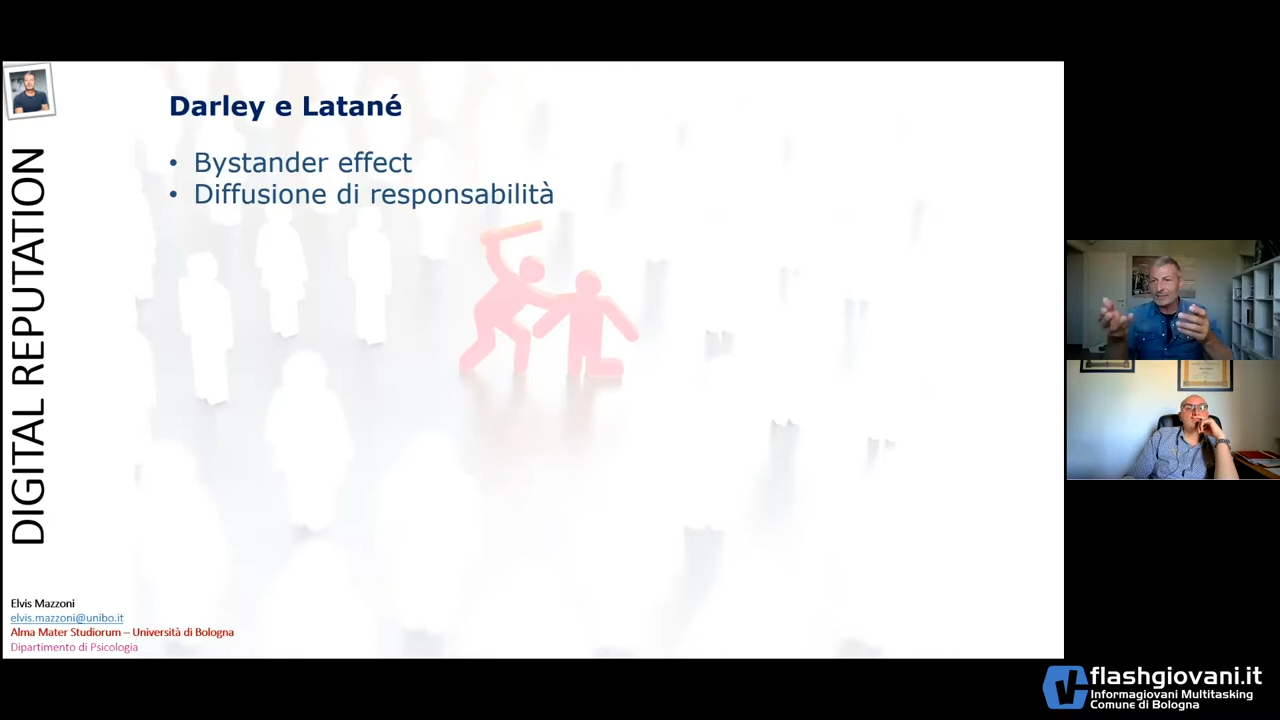 Darley e Latané
• Bystander effect
• Diffusione di responsabilità
DIGITAL REPUTATION
Elvis Mazzoni
elvis.mazzoni@unibo.it
Alma Mater Studiorum – Università di Bologna
Dipartimento di Psicologia
flashgiovani.it
Informagiovani Multitasking
Comune di Bologna